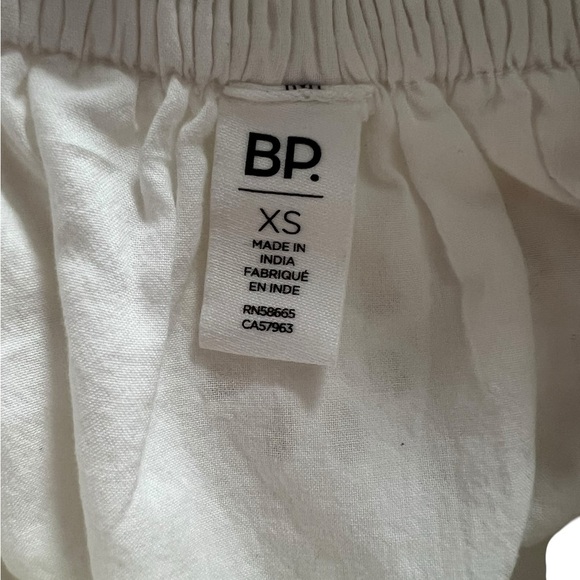 BP.
XS
MADE IN
INDIA
FABRIQUÉ
EN INDE
RN58665
CA57963